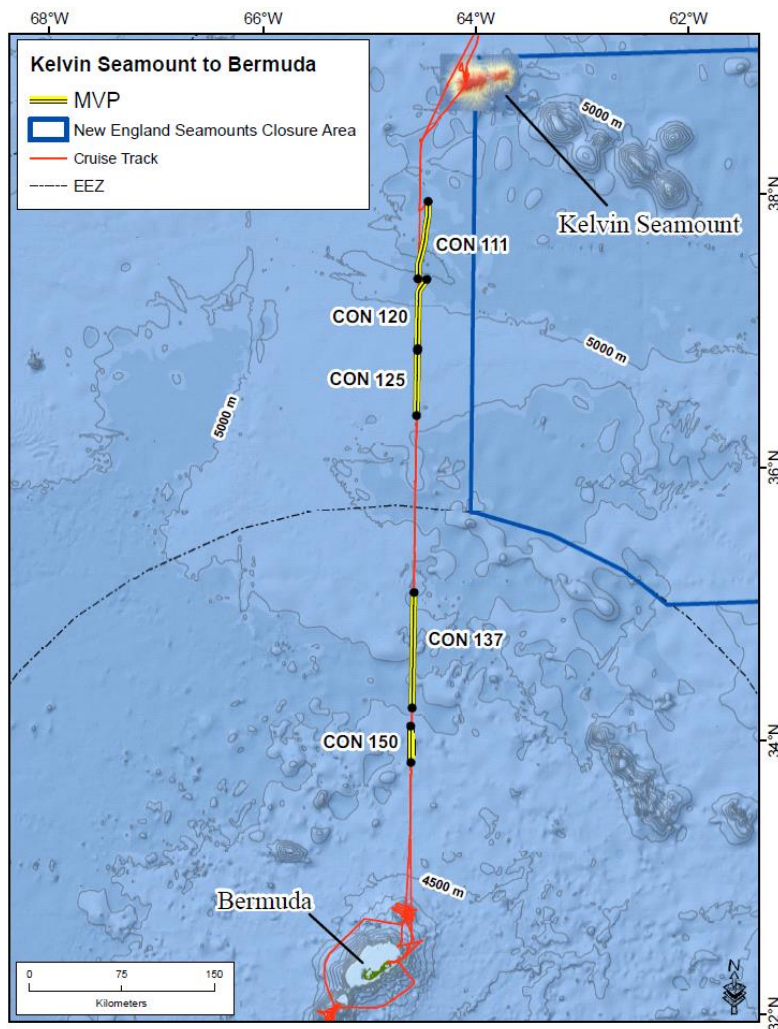 68°W
66°W
64°W
62°W
Kelvin Seamount to Bermuda
MVP
New England Seamounts Closure Area
Cruise Track
EEZ
5000 m
38°N
Kelvin Seamount
CON 111
CON 120
5000 m
CON 125
5000 m
36°N
CON 137
CON 150
34°N
4500 m
Bermuda
0 75 150
Kilometers
N
32°N